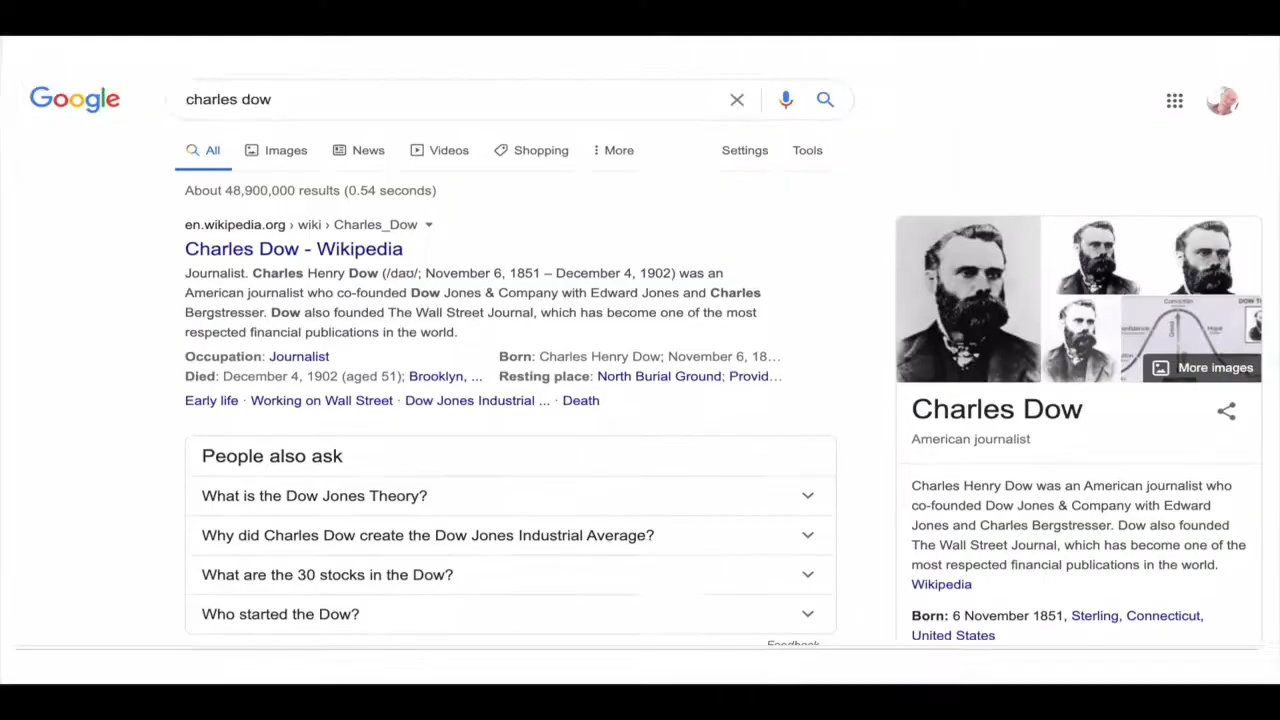 Google
charles dow
All Images News Videos Shopping More Settings Tools
About 48,900,000 results (0.54 seconds)
en.wikipedia.org › wiki › Charles_Dow
Charles Dow - Wikipedia
Journalist. Charles Henry Dow (/daʊ/; November 6, 1851 – December 4, 1902) was an
American journalist who co-founded Dow Jones & Company with Edward Jones and Charles
Bergstresser. Dow also founded The Wall Street Journal, which has become one of the most
respected financial publications in the world.
Occupation: Journalist Born: Charles Henry Dow; November 6, 18...
Died: December 4, 1902 (aged 51); Brooklyn, ... Resting place: North Burial Ground; Provid...
Early life · Working on Wall Street · Dow Jones Industrial ... · Death
People also ask
What is the Dow Jones Theory?
Why did Charles Dow create the Dow Jones Industrial Average?
What are the 30 stocks in the Dow?
Who started the Dow?
Feedback
Conviction
Hope
DOW T
More images
Charles Dow
American journalist
Charles Henry Dow was an American journalist who
co-founded Dow Jones & Company with Edward
Jones and Charles Bergstresser. Dow also founded
The Wall Street Journal, which has become one of the
most respected financial publications in the world.
Wikipedia
Born: 6 November 1851, Sterling, Connecticut,
United States